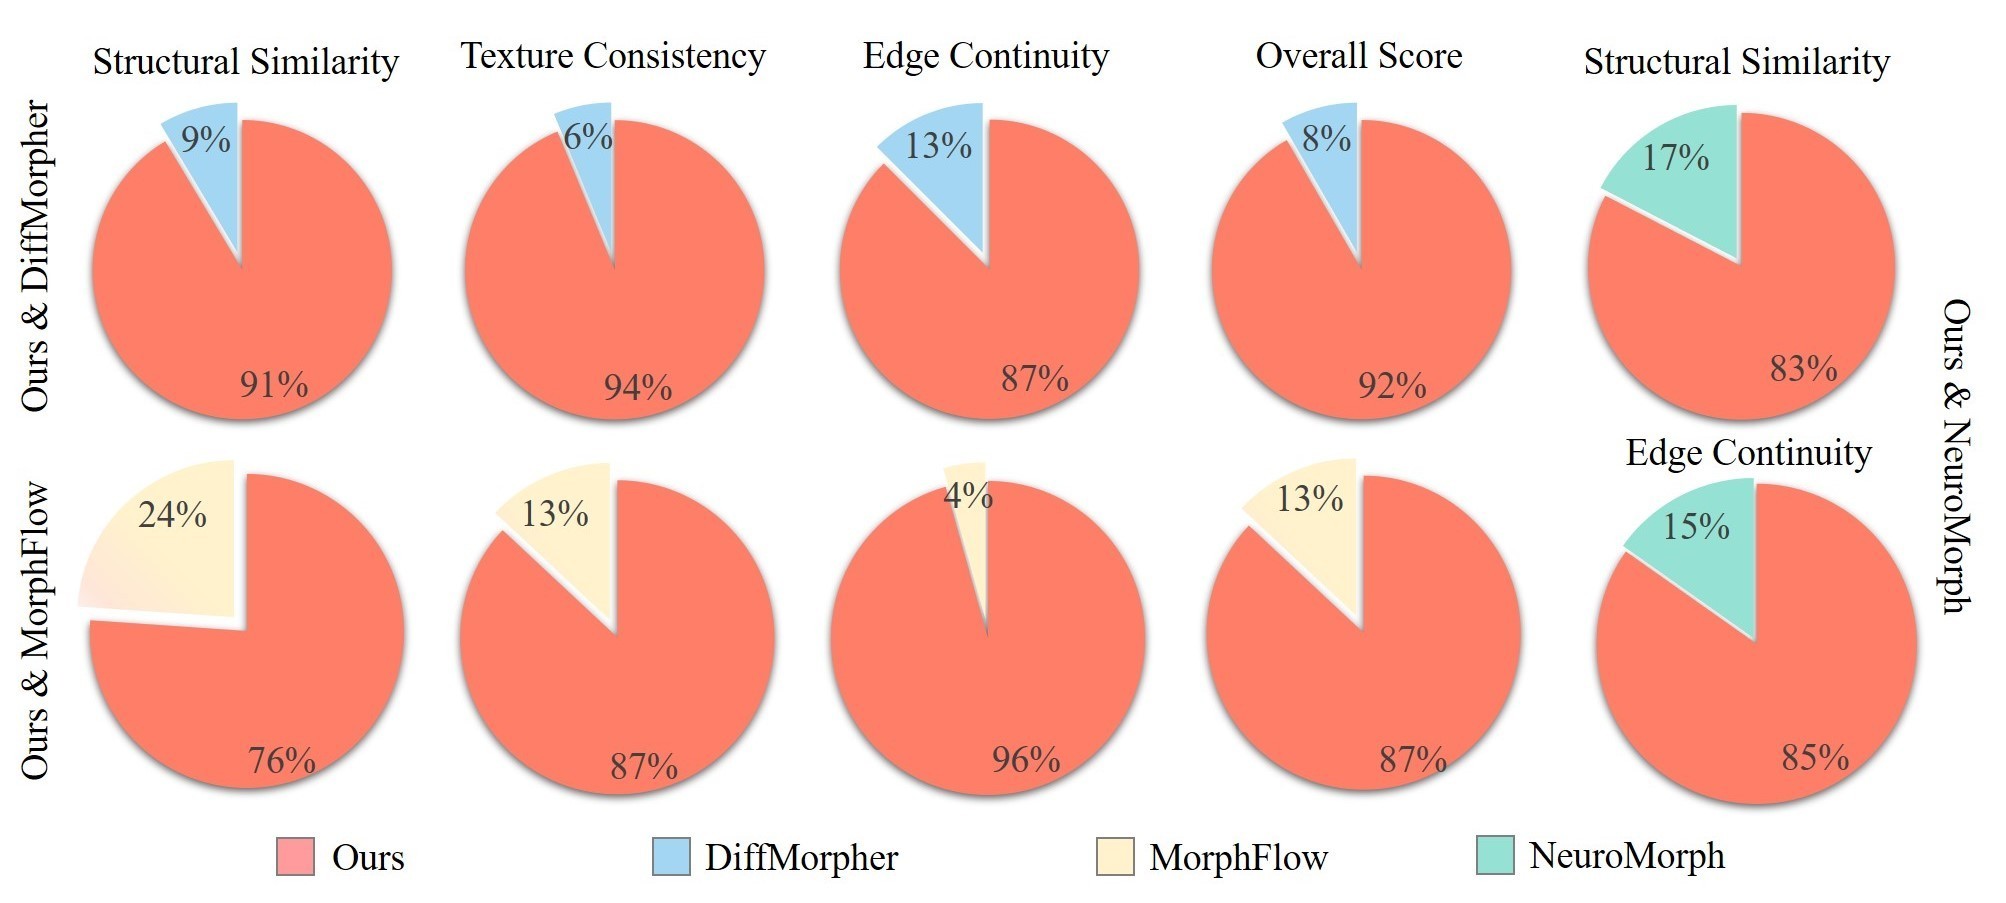 Structural Similarity
Texture Consistency
Edge Continuity
Overall Score
Structural Similarity
Ours & DiffMorpher
9%
91%
6%
94%
13%
87%
8%
92%
17%
83%
Ours & NeuroMorph
Edge Continuity
Ours & MorphFlow
24%
76%
13%
87%
4%
96%
13%
87%
15%
85%
Ours
DiffMorpher
MorphFlow
NeuroMorph